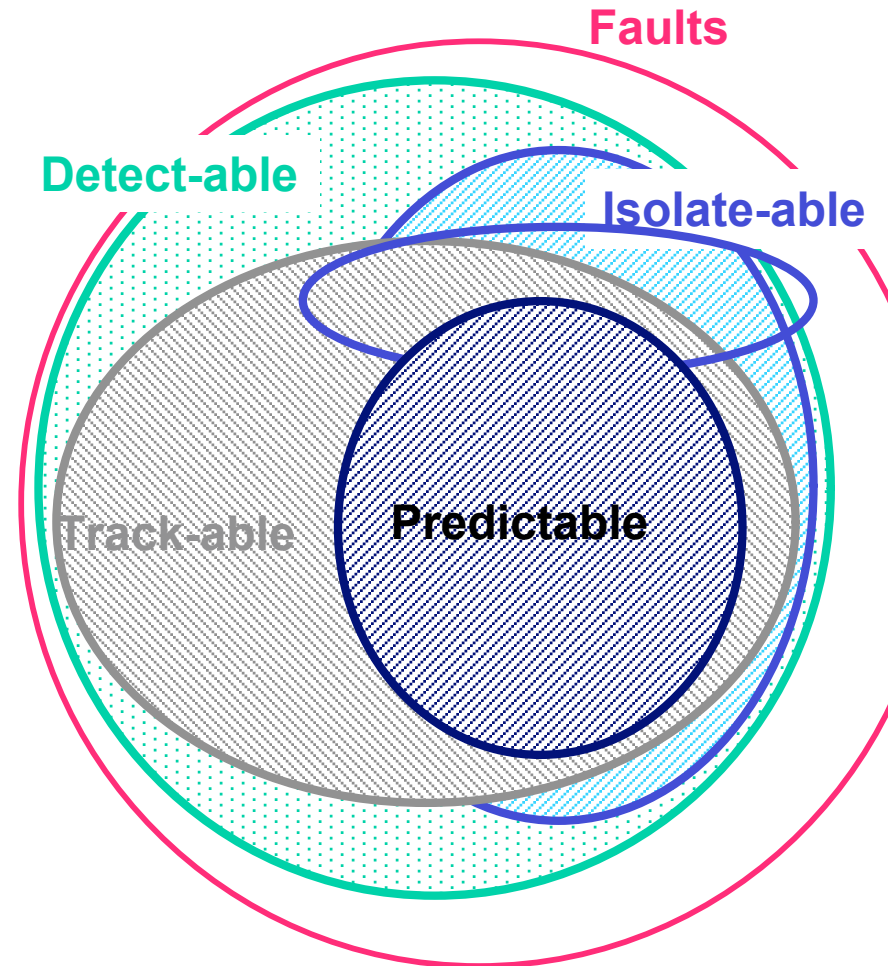 Faults
Detect-able
Isolate-able
Track-able
Predictable